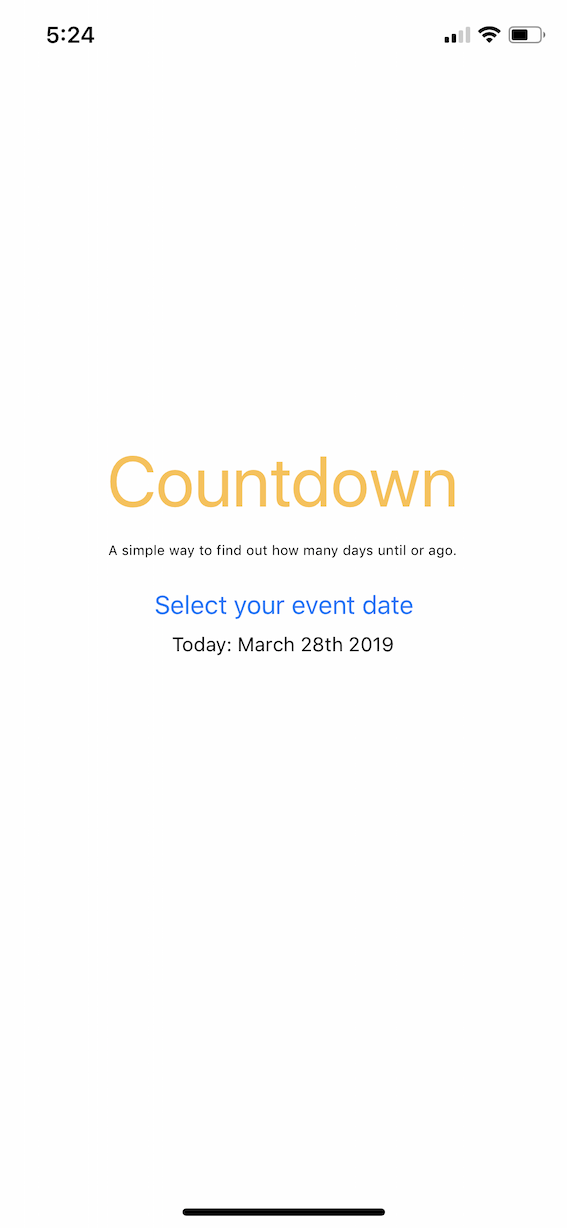 5:24
Countdown
A simple way to find out how many days until or ago.
Select your event date
Today: March 28th 2019